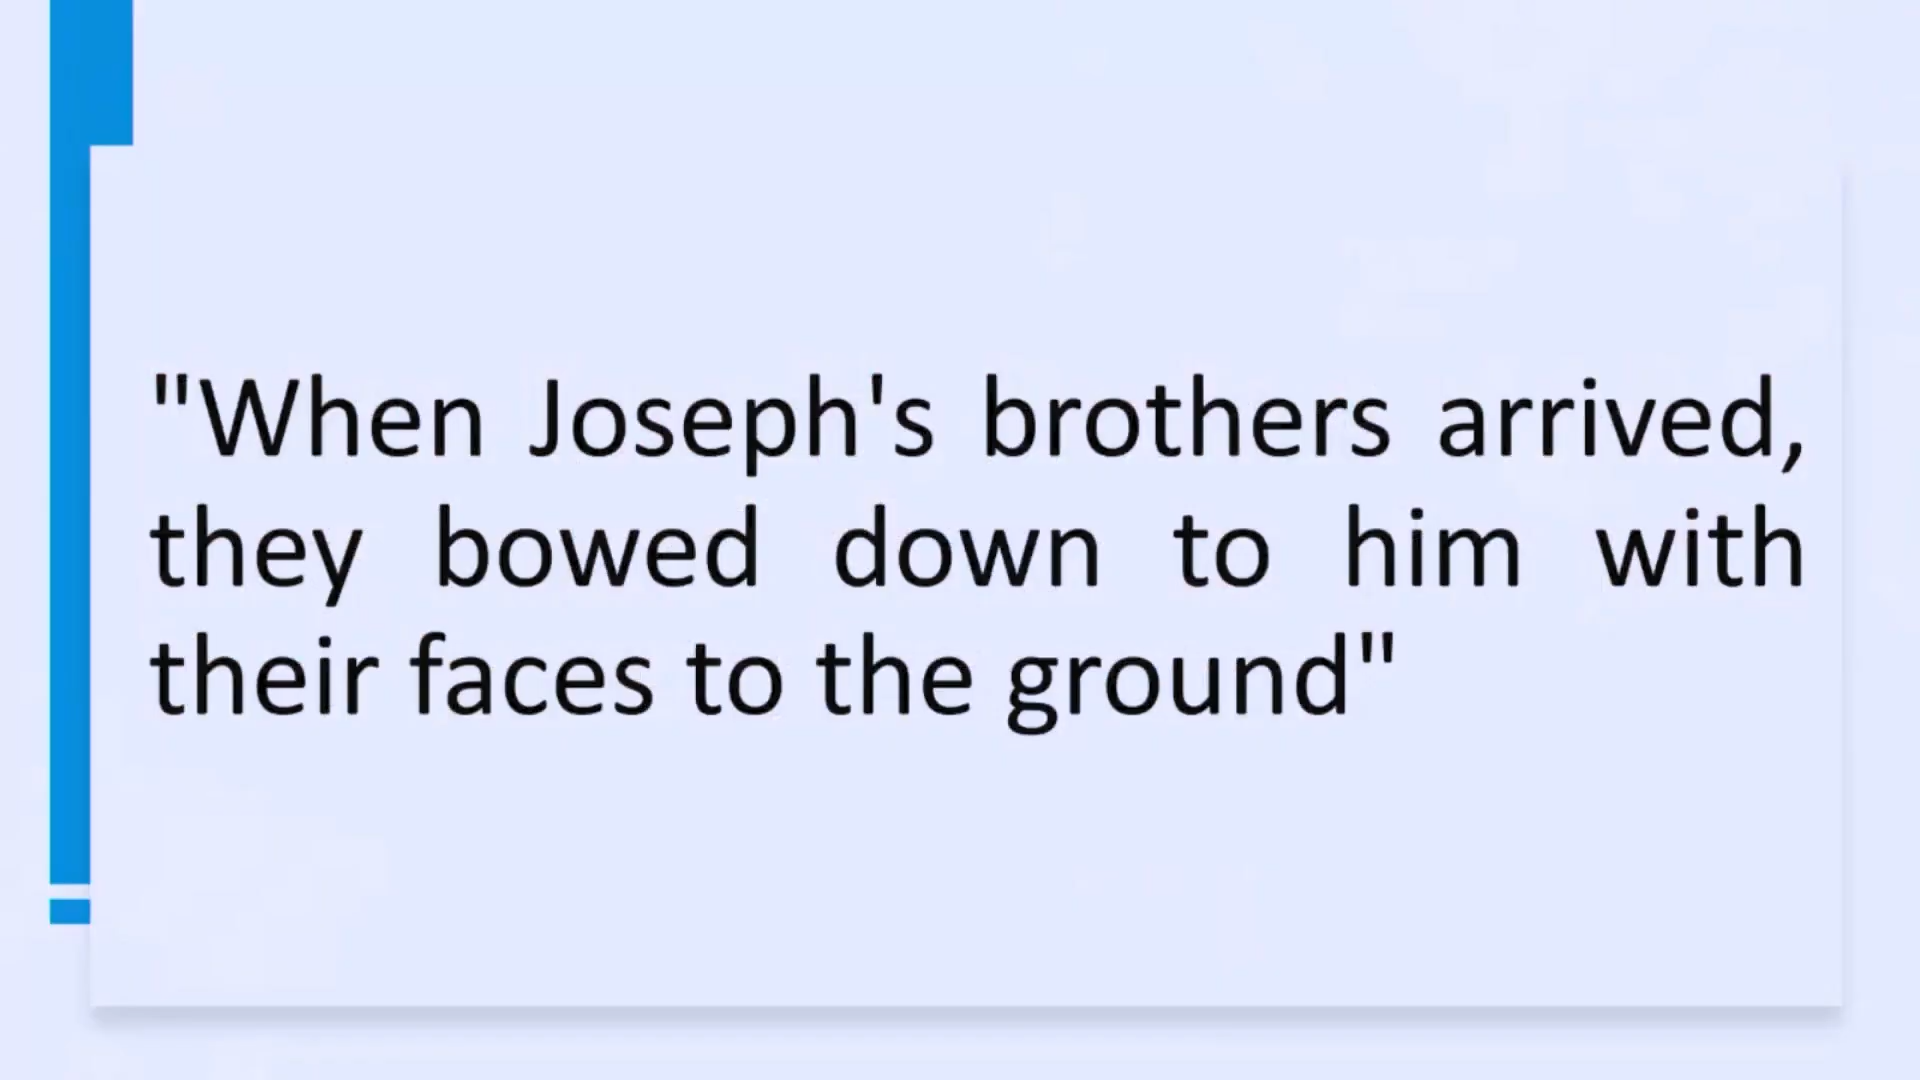 "When Joseph's brothers arrived,
they bowed down to him with
their faces to the ground"